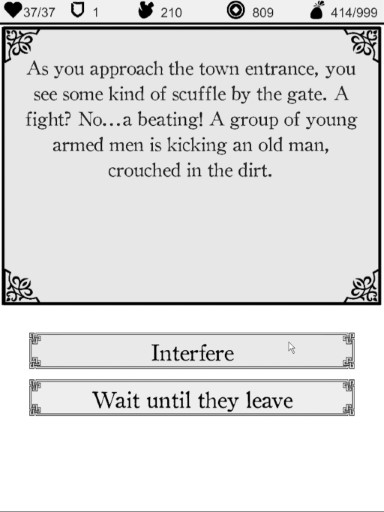 37/37 1 210 809 414/999
As you approach the town entrance, you
see some kind of scuffle by the gate. A
fight? No...a beating! A group of young
armed men is kicking an old man,
crouched in the dirt.
Interfere
Wait until they leave